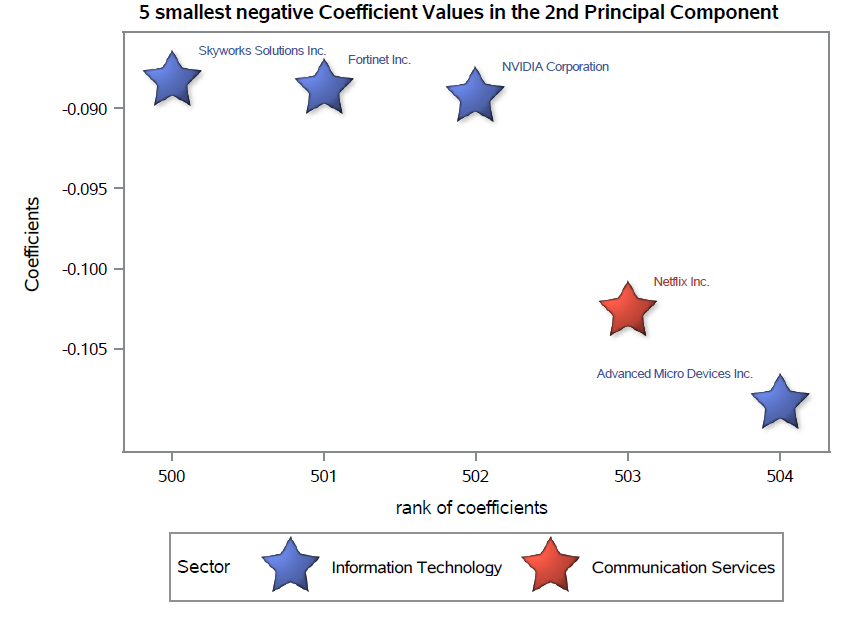 5 smallest negative Coefficient Values in the 2nd Principal Component
Skyworks Solutions Inc.
Fortinet Inc.
NVIDIA Corporation
-0.090
-0.095
-0.100
-0.105
Coefficients
Netflix Inc.
Advanced Micro Devices Inc.
500 501 502 503 504
rank of coefficients
Sector Information Technology Communication Services